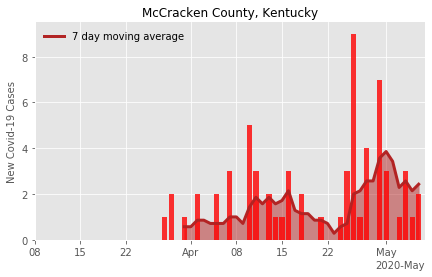 McCracken County, Kentucky
7 day moving average
New Covid-19 Cases
8
6
4
2
0
08 15 22 Apr 08 15 22 May
2020-May